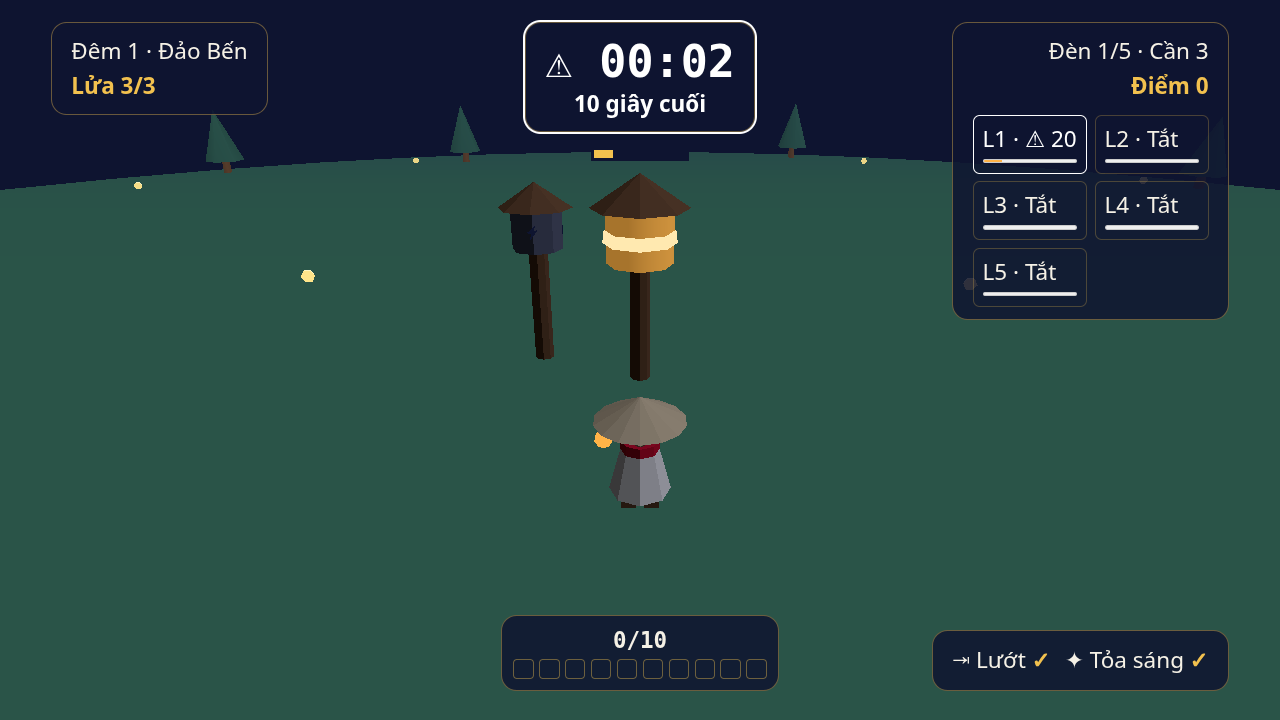 Đêm 1 · Đảo Bến
Lửa 3/3
⚠ 00:02
10 giây cuối
Đèn 1/5 · Cần 3
Điểm 0
L1 · ⚠ 20
L2 · Tắt
L3 · Tắt
L4 · Tắt
L5 · Tắt
0/10
⇥ Lướt ✓ ✦ Tỏa sáng ✓